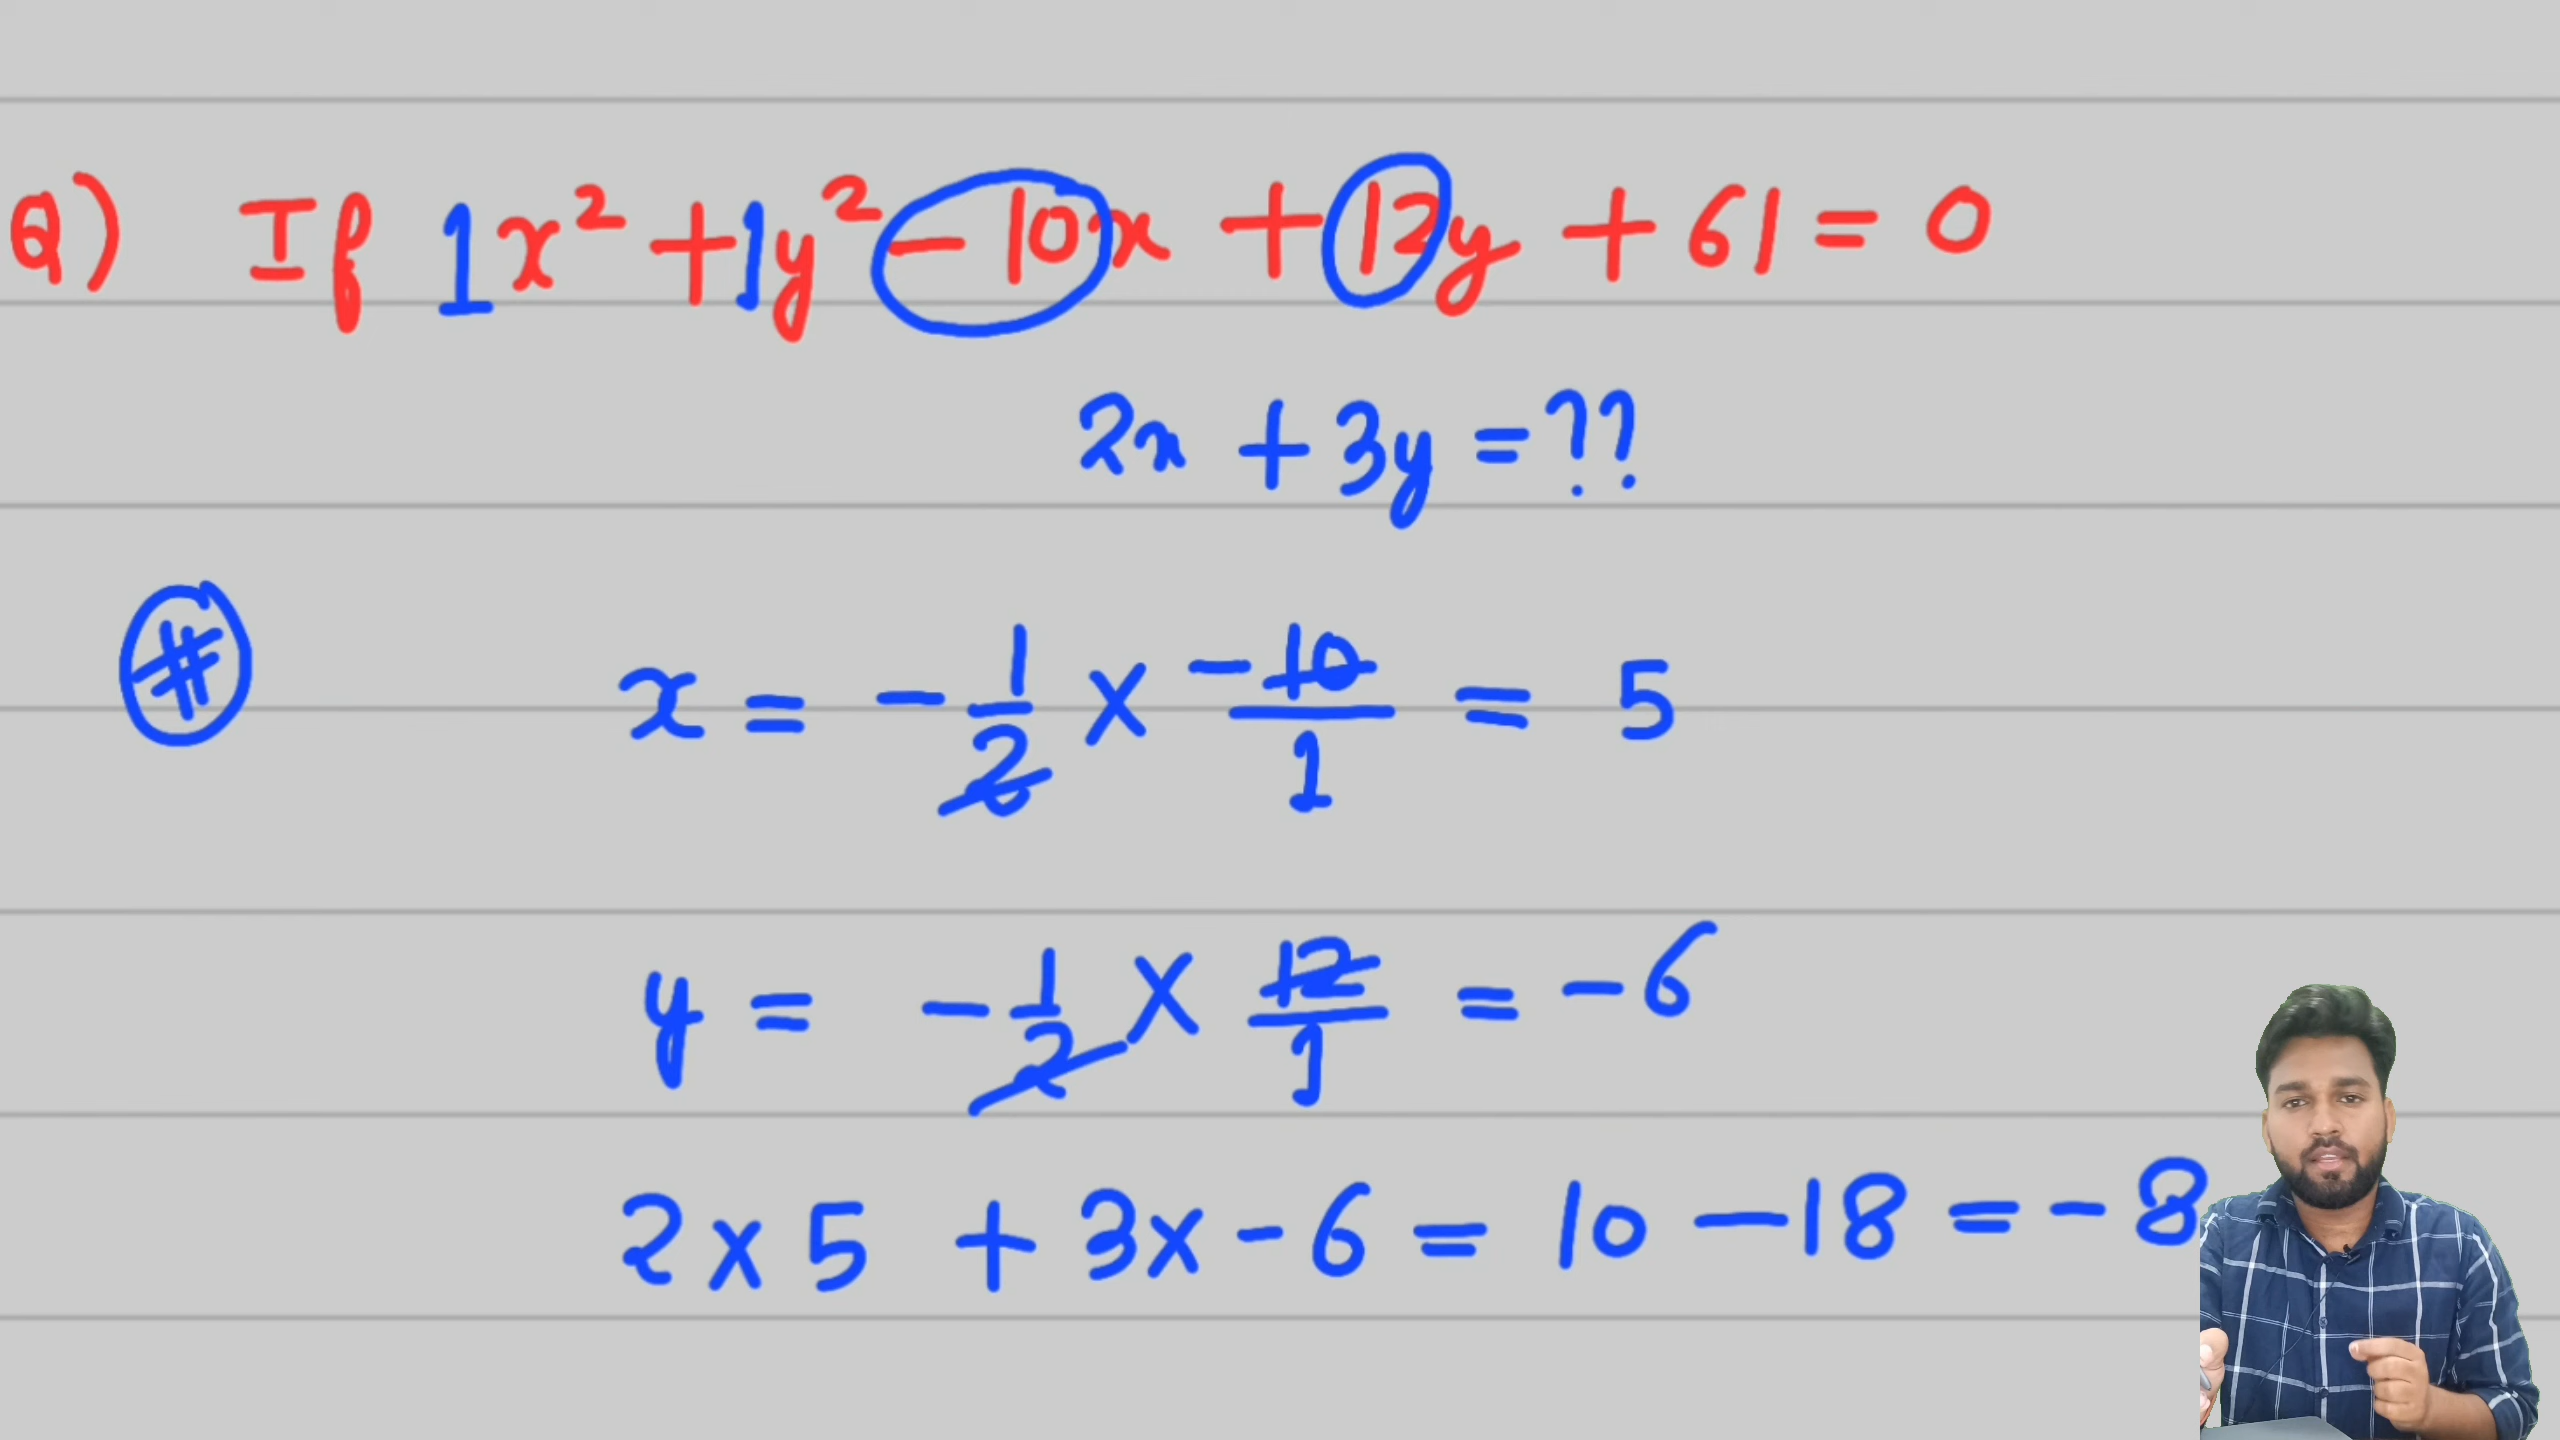 Q) If 1x² + 1y² - 10x + 12y + 61 = 0
2x + 3y = ??
# x = - 1/2 × -10/1 = 5
y = - 1/2 × 12/1 = -6
2 x 5 + 3 x - 6 = 10 - 18 = - 8